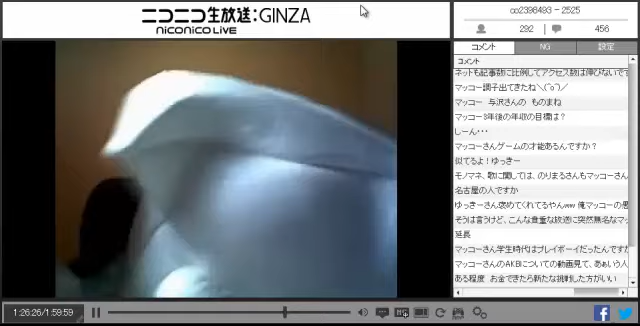 ニコニコ生放送:GINZA
niconico LIVE
co2398493 - 2525
292
456
コメント
NG
設定
コメント
ネットも記事数に比例してアクセス数は伸びないです
マッコー調子出てきたね＼(^o^)／
マッコー 与沢さんの ものまね
マッコー3年後の年収の目標は？
しーん・・・
マッコーさんゲームの才能あるんですか？
似てるよ！ゆっきー
モノマネ、歌に関しては、のりまるさんもマッコーさん
名古屋の人ですか
ゆっきーさん褒めてくれてるやんww 俺マッコーの悪
そうは言うけど、こんな貴重な放送に突然無名なマッ
延長
マッコーさん学生時代はプレイボーイだったんですか
マッコーさんのAKBについての動画見て、あぁいう人
ある程度 お金できたら新たな挑戦した方がいい
1:26:26/1:59:59